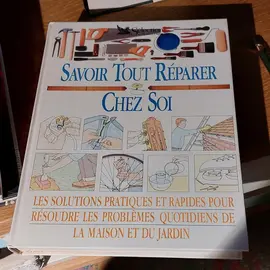 SAVOIR TOUT RÉPARER
CHEZ SOI
LES SOLUTIONS PRATIQUES ET RAPIDES POUR
RÉSOUDRE LES PROBLÈMES QUOTIDIENS DE
LA MAISON ET DU JARDIN